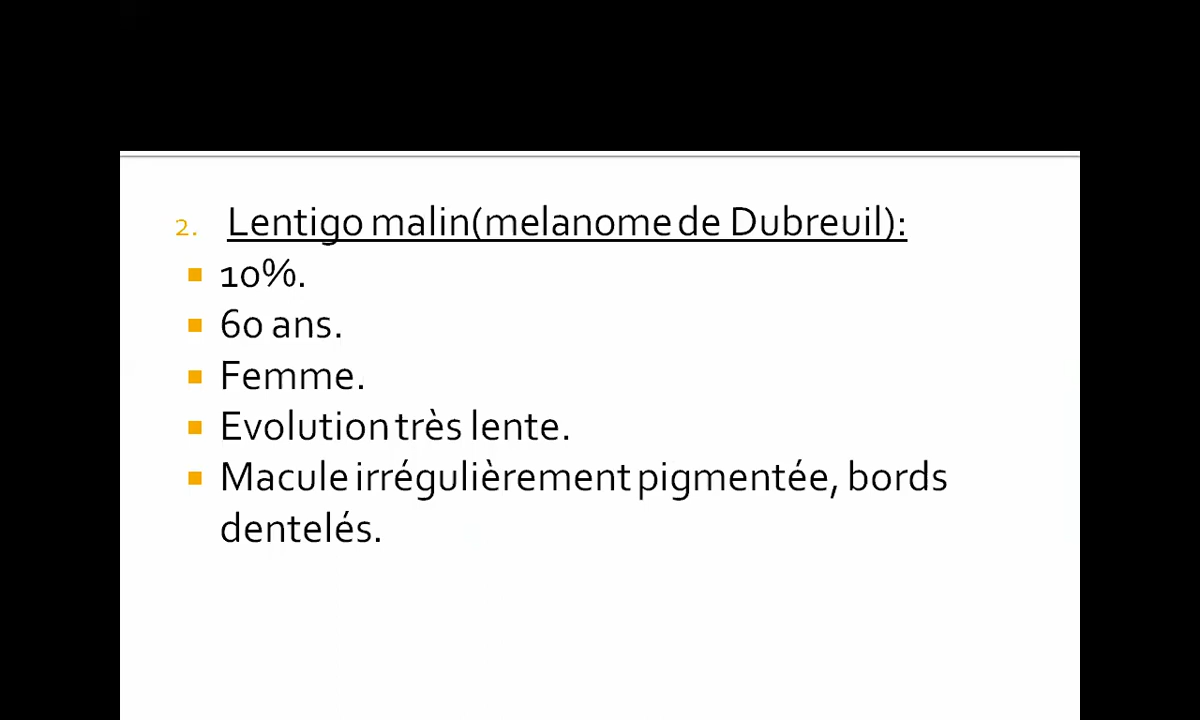 2. Lentigo malin(melanome de Dubreuil):
10%.
60 ans.
Femme.
Evolution très lente.
Macule irrégulièrement pigmentée, bords
dentelés.